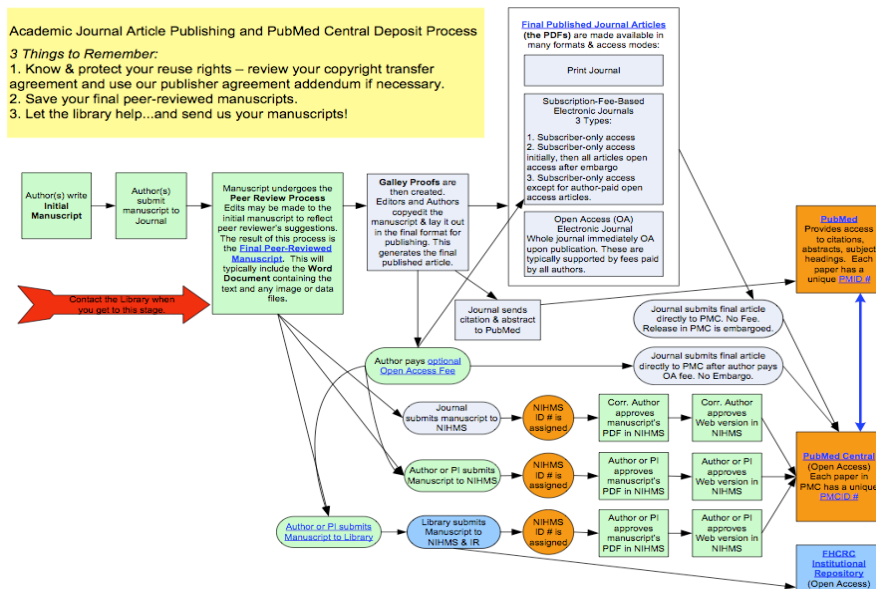 Academic Journal Article Publishing and PubMed Central Deposit Process
3 Things to Remember:
1. Know & protect your reuse rights – review your copyright transfer
agreement and use our publisher agreement addendum if necessary.
2. Save your final peer-reviewed manuscripts.
3. Let the library help...and send us your manuscripts!
Final Published Journal Articles
(the PDFs) are made available in
many formats & access modes:
Print Journal
Subscription-Fee-Based
Electronic Journals
3 Types:
1. Subscriber-only access
2. Subscriber-only access
initially, then all articles open
access after embargo
3. Subscriber-only access
except for author-paid open
access articles.
Open Access (OA)
Electronic Journal
Whole journal immediately OA
upon publication. These are
typically supported by fees paid
by all authors.
Author(s) write
Initial
Manuscript
Author(s)
submit
manuscript to
Journal
Manuscript undergoes the
Peer Review Process
Edits may be made to the
initial manuscript to reflect
peer reviewer's suggestions.
The result of this process is
the Final Peer-Reviewed
Manuscript. This will
typically include the Word
Document containing the
text and any image or data
files.
Galley Proofs are
then created.
Editors and Authors
copyedit the
manuscript & lay it out
in the final format for
publishing. This
generates the final
published article.
Contact the Library when
you get to this stage.
Journal sends
citation & abstract
to PubMed
PubMed
Provides access
to citations,
abstracts, subject
headings. Each
paper has a
unique PMID #
Journal submits final article
directly to PMC. No Fee.
Release in PMC is embargoed.
Author pays optional
Open Access Fee
Journal submits final article
directly to PMC after author pays
OA fee. No Embargo.
Journal
submits manuscript to
NIHMS
NIHMS
ID # is
assigned
Corr. Author
approves
manuscript's
PDF in NIHMS
Corr. Author
approves
Web version in
NIHMS
Author or PI submits
Manuscript to NIHMS
NIHMS
ID # is
assigned
Author or PI
approves
manuscript's
PDF in NIHMS
Author or PI
approves
Web version in
NIHMS
PubMed Central
(Open Access)
Each paper in
PMC has a unique
PMCID #
Author or PI submits
Manuscript to Library
Library submits
Manuscript to
NIHMS & IR
NIHMS
ID # is
assigned
Author or PI
approves
manuscript's
PDF in NIHMS
Author or PI
approves
Web version in
NIHMS
FHCRC
Institutional
Repository
(Open Access)